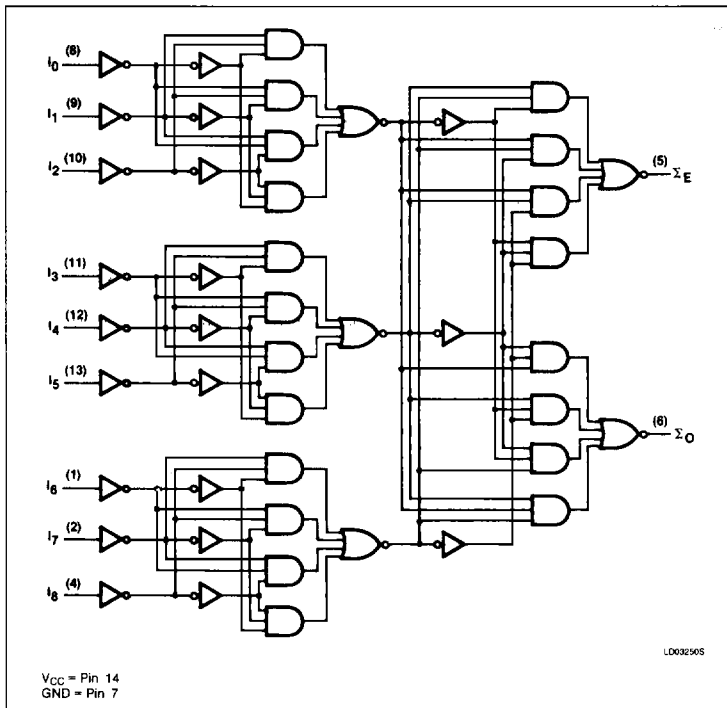 I0 (8)
I1 (9)
I2 (10)
I3 (11)
I4 (12)
I5 (13)
I6 (1)
I7 (2)
I8 (4)
(5) ΣE
(6) ΣO
LD03250S
VCC = Pin 14
GND = Pin 7